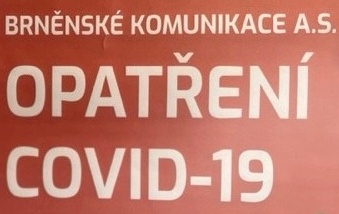 BRNĚNSKÉ KOMUNIKACE A.S.
OPATŘENÍ
COVID-19